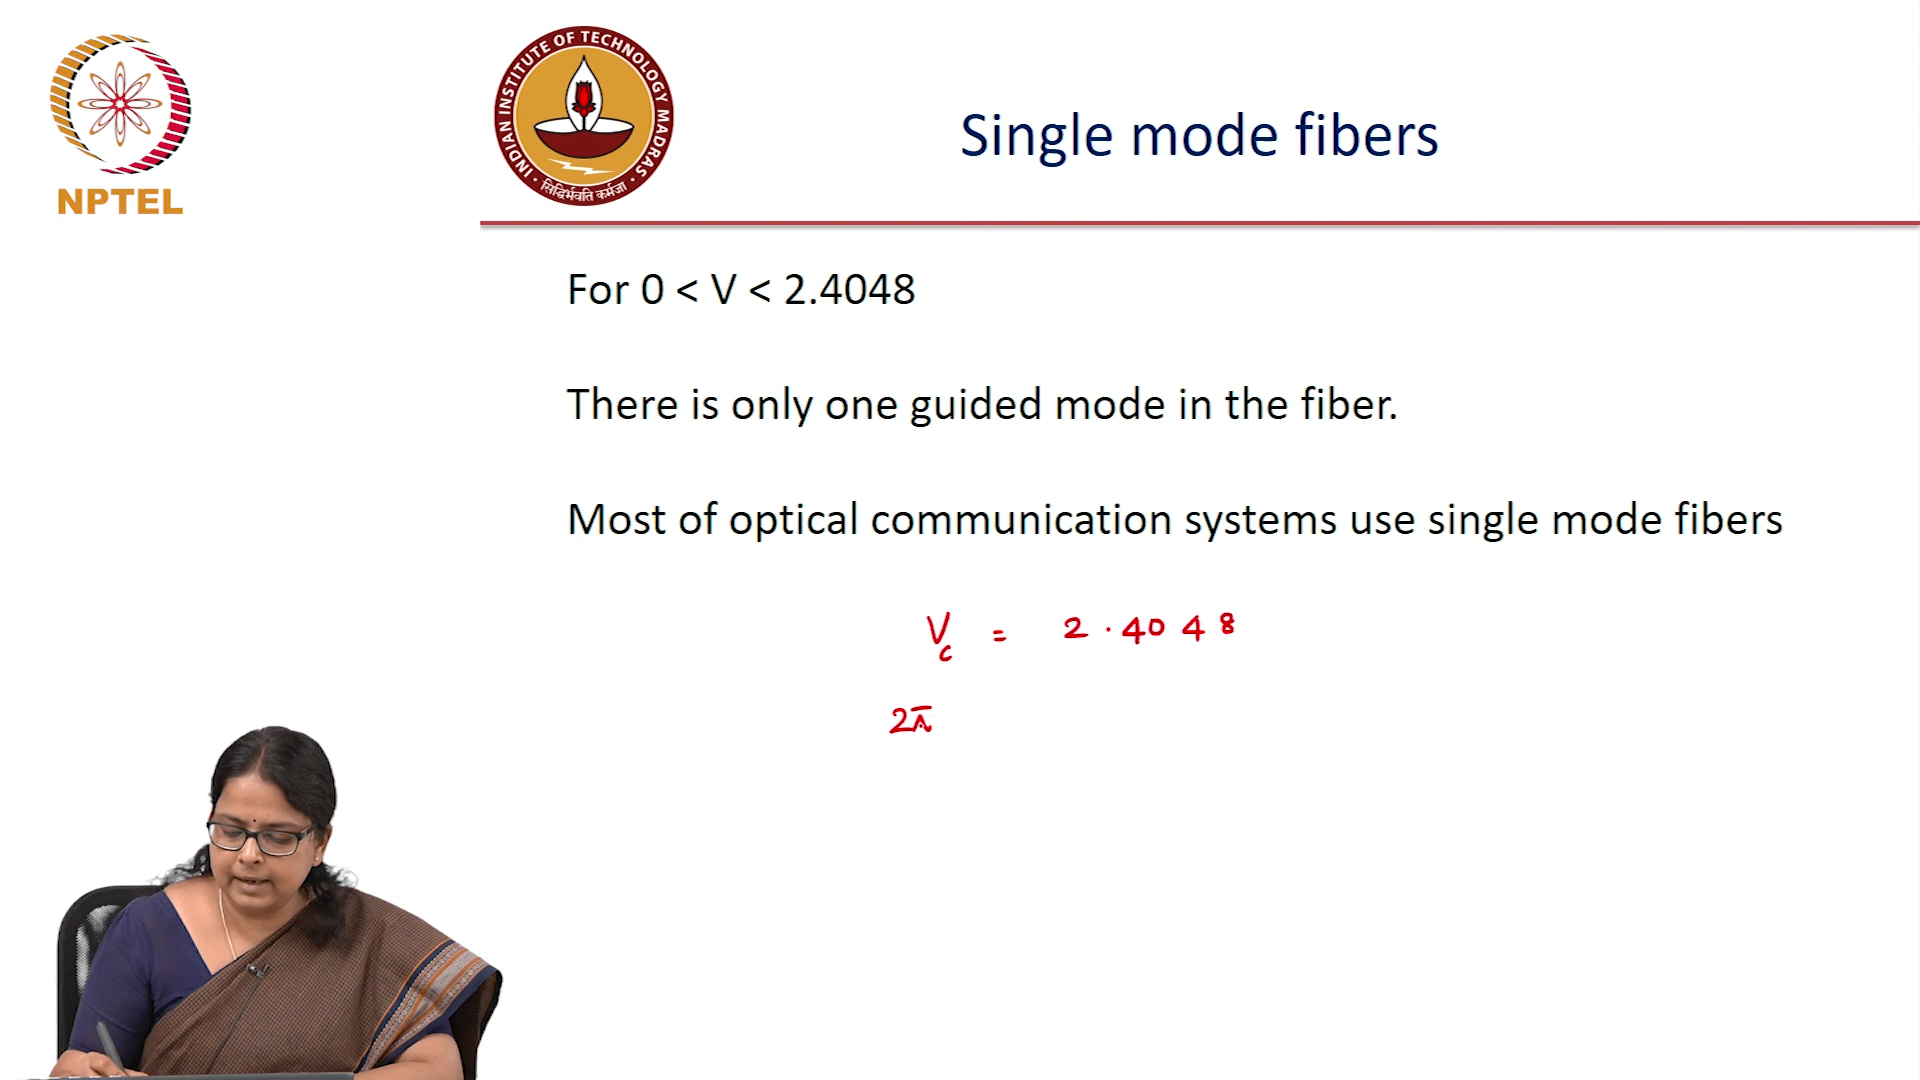 NPTEL
INDIAN INSTITUTE OF TECHNOLOGY MADRAS
सिद्धिर्भवति कर्मजा
Single mode fibers
For 0 < V < 2.4048
There is only one guided mode in the fiber.
Most of optical communication systems use single mode fibers
Vc = 2.4048
2π